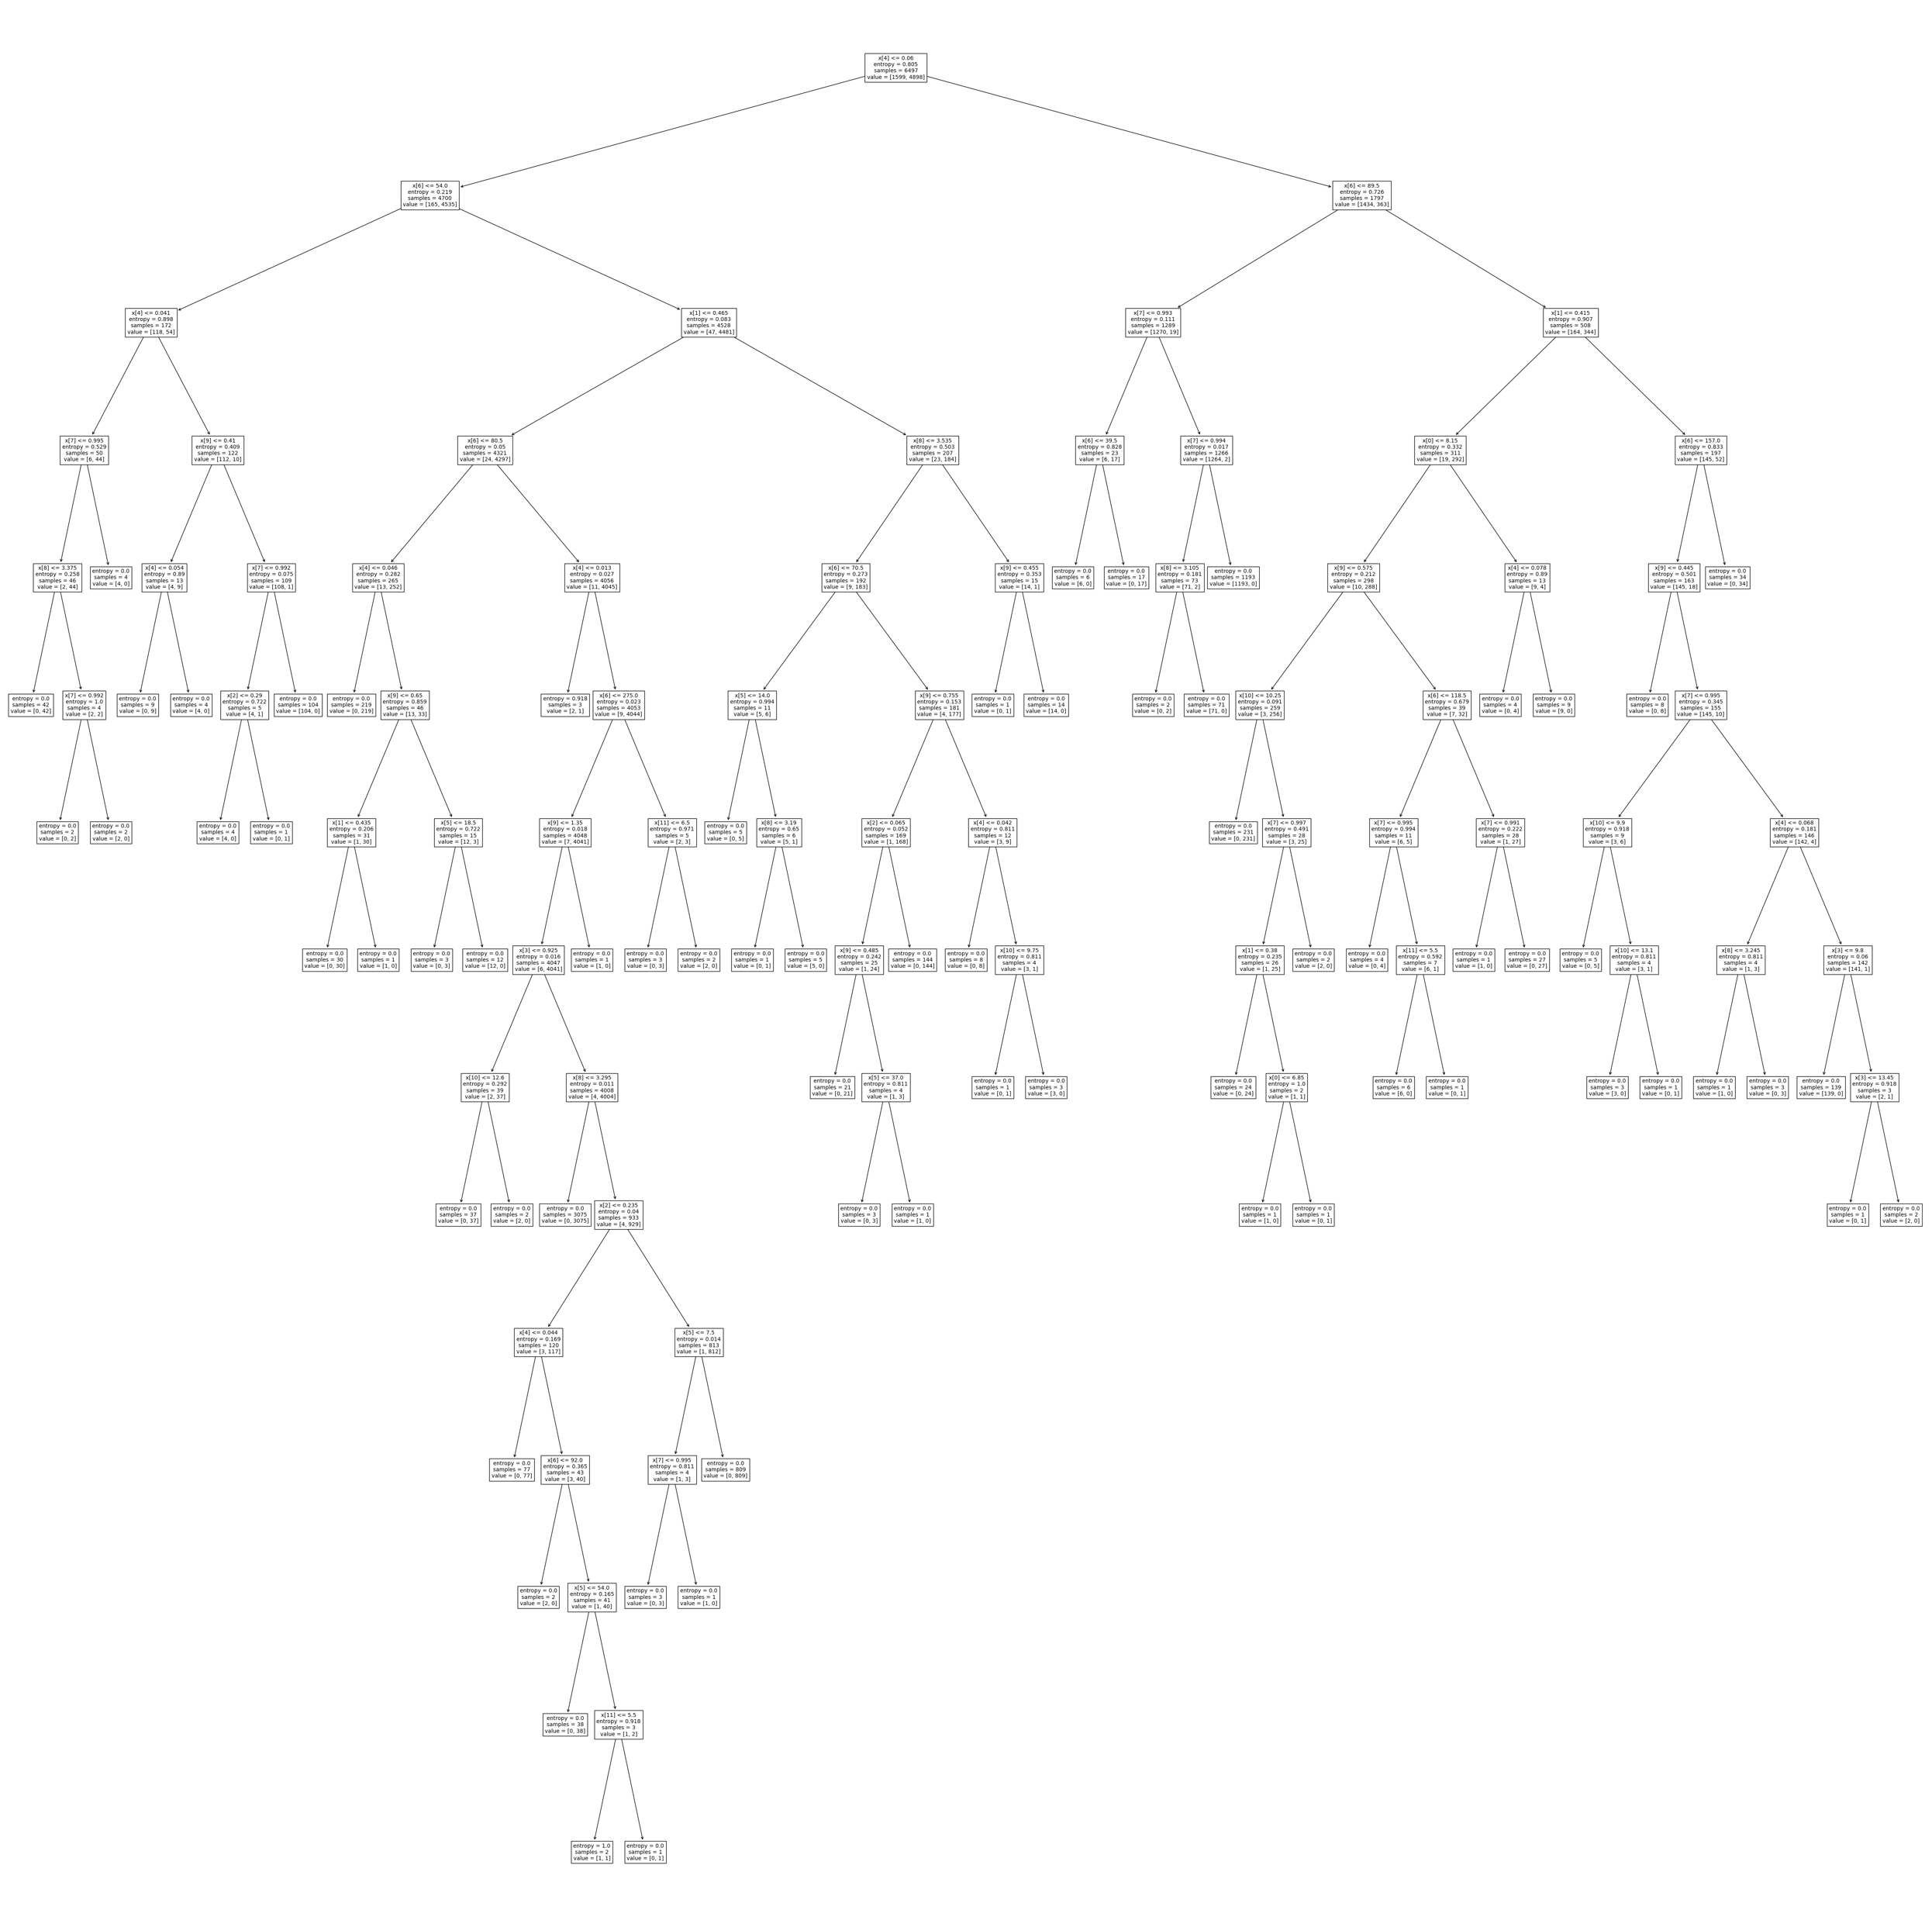 x[4] <= 0.06
entropy = 0.805
samples = 6497
value = [1599, 4898]
x[6] <= 54.0
entropy = 0.219
samples = 4700
value = [165, 4535]
x[6] <= 89.5
entropy = 0.726
samples = 1797
value = [1434, 363]
x[4] <= 0.041
entropy = 0.898
samples = 172
value = [118, 54]
x[1] <= 0.465
entropy = 0.083
samples = 4528
value = [47, 4481]
x[7] <= 0.993
entropy = 0.111
samples = 1289
value = [1270, 19]
x[1] <= 0.415
entropy = 0.907
samples = 508
value = [164, 344]
x[7] <= 0.995
entropy = 0.529
samples = 50
value = [6, 44]
x[9] <= 0.41
entropy = 0.409
samples = 122
value = [112, 10]
x[6] <= 80.5
entropy = 0.05
samples = 4321
value = [24, 4297]
x[8] <= 3.535
entropy = 0.503
samples = 207
value = [23, 184]
x[6] <= 39.5
entropy = 0.828
samples = 23
value = [6, 17]
x[7] <= 0.994
entropy = 0.017
samples = 1266
value = [1264, 2]
x[0] <= 8.15
entropy = 0.332
samples = 311
value = [19, 292]
x[6] <= 157.0
entropy = 0.833
samples = 197
value = [145, 52]
x[8] <= 3.375
entropy = 0.258
samples = 46
value = [2, 44]
entropy = 0.0
samples = 4
value = [4, 0]
x[4] <= 0.054
entropy = 0.89
samples = 13
value = [4, 9]
x[7] <= 0.992
entropy = 0.075
samples = 109
value = [108, 1]
x[4] <= 0.046
entropy = 0.282
samples = 265
value = [13, 252]
x[4] <= 0.013
entropy = 0.027
samples = 4056
value = [11, 4045]
x[6] <= 70.5
entropy = 0.273
samples = 192
value = [9, 183]
x[9] <= 0.455
entropy = 0.353
samples = 15
value = [14, 1]
entropy = 0.0
samples = 6
value = [6, 0]
entropy = 0.0
samples = 17
value = [0, 17]
x[8] <= 3.105
entropy = 0.181
samples = 73
value = [71, 2]
entropy = 0.0
samples = 1193
value = [1193, 0]
x[9] <= 0.575
entropy = 0.212
samples = 298
value = [10, 288]
x[4] <= 0.078
entropy = 0.89
samples = 13
value = [9, 4]
x[9] <= 0.445
entropy = 0.501
samples = 163
value = [145, 18]
entropy = 0.0
samples = 34
value = [0, 34]
entropy = 0.0
samples = 42
value = [0, 42]
x[7] <= 0.992
entropy = 1.0
samples = 4
value = [2, 2]
entropy = 0.0
samples = 9
value = [0, 9]
entropy = 0.0
samples = 4
value = [4, 0]
x[2] <= 0.29
entropy = 0.722
samples = 5
value = [4, 1]
entropy = 0.0
samples = 104
value = [104, 0]
entropy = 0.0
samples = 219
value = [0, 219]
x[9] <= 0.65
entropy = 0.859
samples = 46
value = [13, 33]
entropy = 0.918
samples = 3
value = [2, 1]
x[6] <= 275.0
entropy = 0.023
samples = 4053
value = [9, 4044]
x[5] <= 14.0
entropy = 0.994
samples = 11
value = [5, 6]
x[9] <= 0.755
entropy = 0.153
samples = 181
value = [4, 177]
entropy = 0.0
samples = 1
value = [0, 1]
entropy = 0.0
samples = 14
value = [14, 0]
entropy = 0.0
samples = 2
value = [0, 2]
entropy = 0.0
samples = 71
value = [71, 0]
x[10] <= 10.25
entropy = 0.091
samples = 259
value = [3, 256]
x[6] <= 118.5
entropy = 0.679
samples = 39
value = [7, 32]
entropy = 0.0
samples = 4
value = [0, 4]
entropy = 0.0
samples = 9
value = [9, 0]
entropy = 0.0
samples = 8
value = [0, 8]
x[7] <= 0.995
entropy = 0.345
samples = 155
value = [145, 10]
entropy = 0.0
samples = 2
value = [0, 2]
entropy = 0.0
samples = 2
value = [2, 0]
entropy = 0.0
samples = 4
value = [4, 0]
entropy = 0.0
samples = 1
value = [0, 1]
x[1] <= 0.435
entropy = 0.206
samples = 31
value = [1, 30]
x[5] <= 18.5
entropy = 0.722
samples = 15
value = [12, 3]
x[9] <= 1.35
entropy = 0.018
samples = 4048
value = [7, 4041]
x[11] <= 6.5
entropy = 0.971
samples = 5
value = [2, 3]
entropy = 0.0
samples = 5
value = [0, 5]
x[8] <= 3.19
entropy = 0.65
samples = 6
value = [5, 1]
x[2] <= 0.065
entropy = 0.052
samples = 169
value = [1, 168]
x[4] <= 0.042
entropy = 0.811
samples = 12
value = [3, 9]
entropy = 0.0
samples = 231
value = [0, 231]
x[7] <= 0.997
entropy = 0.491
samples = 28
value = [3, 25]
x[7] <= 0.995
entropy = 0.994
samples = 11
value = [6, 5]
x[7] <= 0.991
entropy = 0.222
samples = 28
value = [1, 27]
x[10] <= 9.9
entropy = 0.918
samples = 9
value = [3, 6]
x[4] <= 0.068
entropy = 0.181
samples = 146
value = [142, 4]
entropy = 0.0
samples = 30
value = [0, 30]
entropy = 0.0
samples = 1
value = [1, 0]
entropy = 0.0
samples = 3
value = [0, 3]
entropy = 0.0
samples = 12
value = [12, 0]
x[3] <= 0.925
entropy = 0.016
samples = 4047
value = [6, 4041]
entropy = 0.0
samples = 1
value = [1, 0]
entropy = 0.0
samples = 3
value = [0, 3]
entropy = 0.0
samples = 2
value = [2, 0]
entropy = 0.0
samples = 1
value = [0, 1]
entropy = 0.0
samples = 5
value = [5, 0]
x[9] <= 0.485
entropy = 0.242
samples = 25
value = [1, 24]
entropy = 0.0
samples = 144
value = [0, 144]
entropy = 0.0
samples = 8
value = [0, 8]
x[10] <= 9.75
entropy = 0.811
samples = 4
value = [3, 1]
x[1] <= 0.38
entropy = 0.235
samples = 26
value = [1, 25]
entropy = 0.0
samples = 2
value = [2, 0]
entropy = 0.0
samples = 4
value = [0, 4]
x[11] <= 5.5
entropy = 0.592
samples = 7
value = [6, 1]
entropy = 0.0
samples = 1
value = [1, 0]
entropy = 0.0
samples = 27
value = [0, 27]
entropy = 0.0
samples = 5
value = [0, 5]
x[10] <= 13.1
entropy = 0.811
samples = 4
value = [3, 1]
x[8] <= 3.245
entropy = 0.811
samples = 4
value = [1, 3]
x[3] <= 9.8
entropy = 0.06
samples = 142
value = [141, 1]
x[10] <= 12.6
entropy = 0.292
samples = 39
value = [2, 37]
x[8] <= 3.295
entropy = 0.011
samples = 4008
value = [4, 4004]
entropy = 0.0
samples = 21
value = [0, 21]
x[5] <= 37.0
entropy = 0.811
samples = 4
value = [1, 3]
entropy = 0.0
samples = 1
value = [0, 1]
entropy = 0.0
samples = 3
value = [3, 0]
entropy = 0.0
samples = 24
value = [0, 24]
x[0] <= 6.85
entropy = 1.0
samples = 2
value = [1, 1]
entropy = 0.0
samples = 6
value = [6, 0]
entropy = 0.0
samples = 1
value = [0, 1]
entropy = 0.0
samples = 3
value = [3, 0]
entropy = 0.0
samples = 1
value = [0, 1]
entropy = 0.0
samples = 1
value = [1, 0]
entropy = 0.0
samples = 3
value = [0, 3]
entropy = 0.0
samples = 139
value = [139, 0]
x[3] <= 13.45
entropy = 0.918
samples = 3
value = [2, 1]
entropy = 0.0
samples = 37
value = [0, 37]
entropy = 0.0
samples = 2
value = [2, 0]
entropy = 0.0
samples = 3075
value = [0, 3075]
x[2] <= 0.235
entropy = 0.04
samples = 933
value = [4, 929]
entropy = 0.0
samples = 3
value = [0, 3]
entropy = 0.0
samples = 1
value = [1, 0]
entropy = 0.0
samples = 1
value = [1, 0]
entropy = 0.0
samples = 1
value = [0, 1]
entropy = 0.0
samples = 1
value = [0, 1]
entropy = 0.0
samples = 2
value = [2, 0]
x[4] <= 0.044
entropy = 0.169
samples = 120
value = [3, 117]
x[5] <= 7.5
entropy = 0.014
samples = 813
value = [1, 812]
entropy = 0.0
samples = 77
value = [0, 77]
x[6] <= 92.0
entropy = 0.365
samples = 43
value = [3, 40]
x[7] <= 0.995
entropy = 0.811
samples = 4
value = [1, 3]
entropy = 0.0
samples = 809
value = [0, 809]
entropy = 0.0
samples = 2
value = [2, 0]
x[5] <= 54.0
entropy = 0.165
samples = 41
value = [1, 40]
entropy = 0.0
samples = 3
value = [0, 3]
entropy = 0.0
samples = 1
value = [1, 0]
entropy = 0.0
samples = 38
value = [0, 38]
x[11] <= 5.5
entropy = 0.918
samples = 3
value = [1, 2]
entropy = 1.0
samples = 2
value = [1, 1]
entropy = 0.0
samples = 1
value = [0, 1]